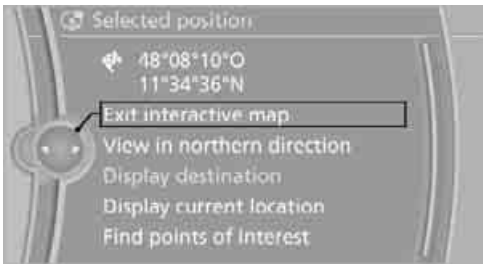 Selected position
48°08'10"O
11°34'36"N
Exit interactive map
View in northern direction
Display destination
Display current location
Find points of Interest